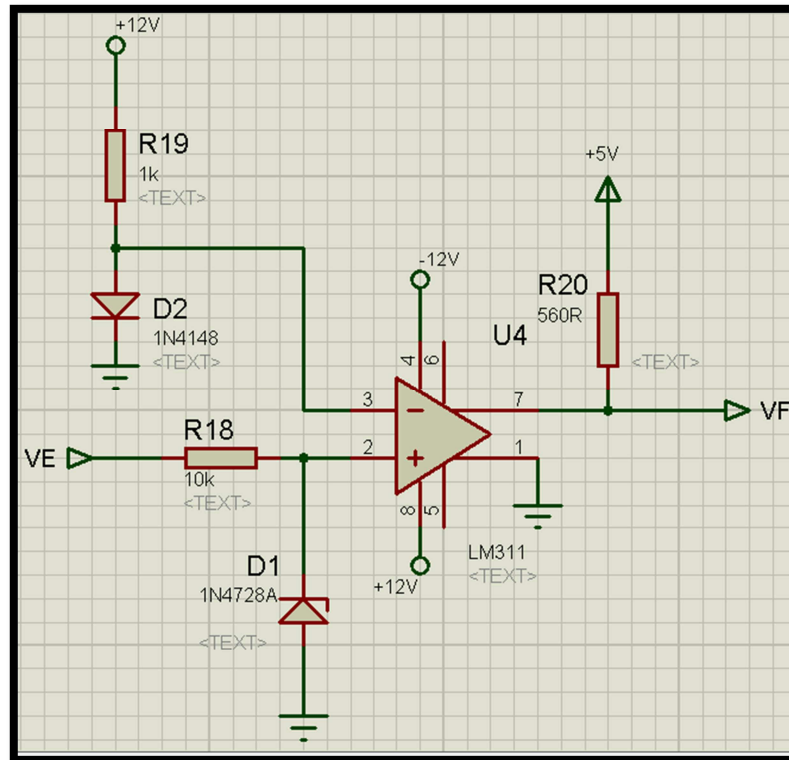 +12V
R19
1k
<TEXT>
+5V
-12V
R20
560R
<TEXT>
D2
1N4148
<TEXT>
U4
4
6
3
7
VF
R18
VE
2
1
10k
<TEXT>
8
5
D1
LM311
<TEXT>
1N4728A
+12V
<TEXT>